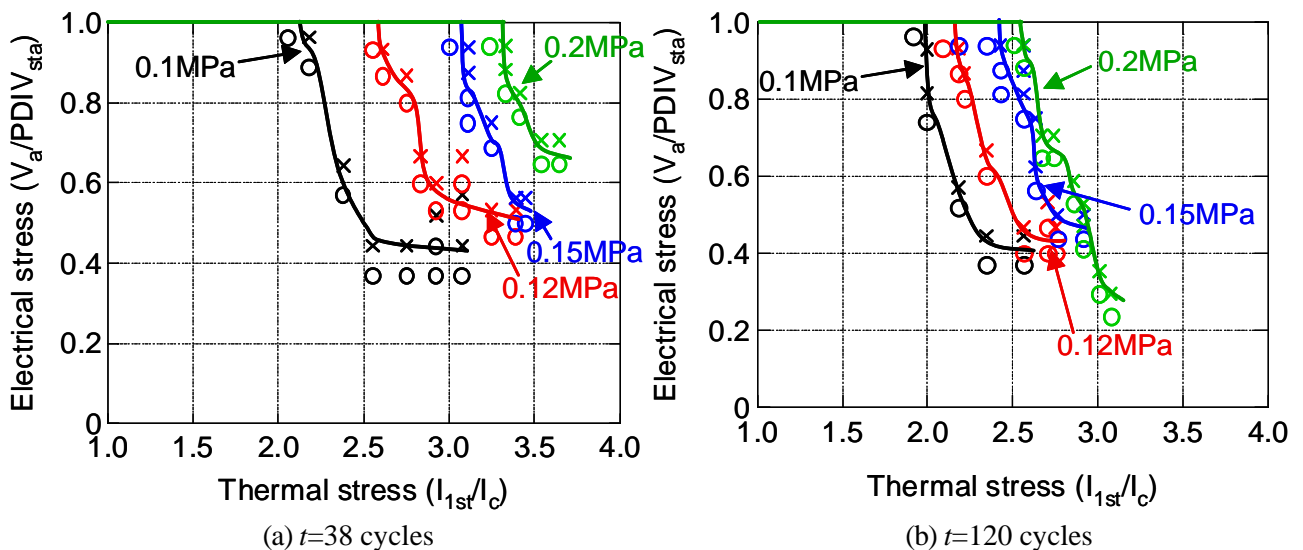 Electrical stress (Va/PDIVsta)
1.0
0.8
0.6
0.4
0.2
0
1.0 1.5 2.0 2.5 3.0 3.5 4.0
0.1MPa
0.2MPa
0.15MPa
0.12MPa
Thermal stress (I1st/Ic)
(a) t=38 cycles
Electrical stress (Va/PDIVsta)
1.0
0.8
0.6
0.4
0.2
0
1.0 1.5 2.0 2.5 3.0 3.5 4.0
0.1MPa
0.2MPa
0.15MPa
0.12MPa
Thermal stress (I1st/Ic)
(b) t=120 cycles